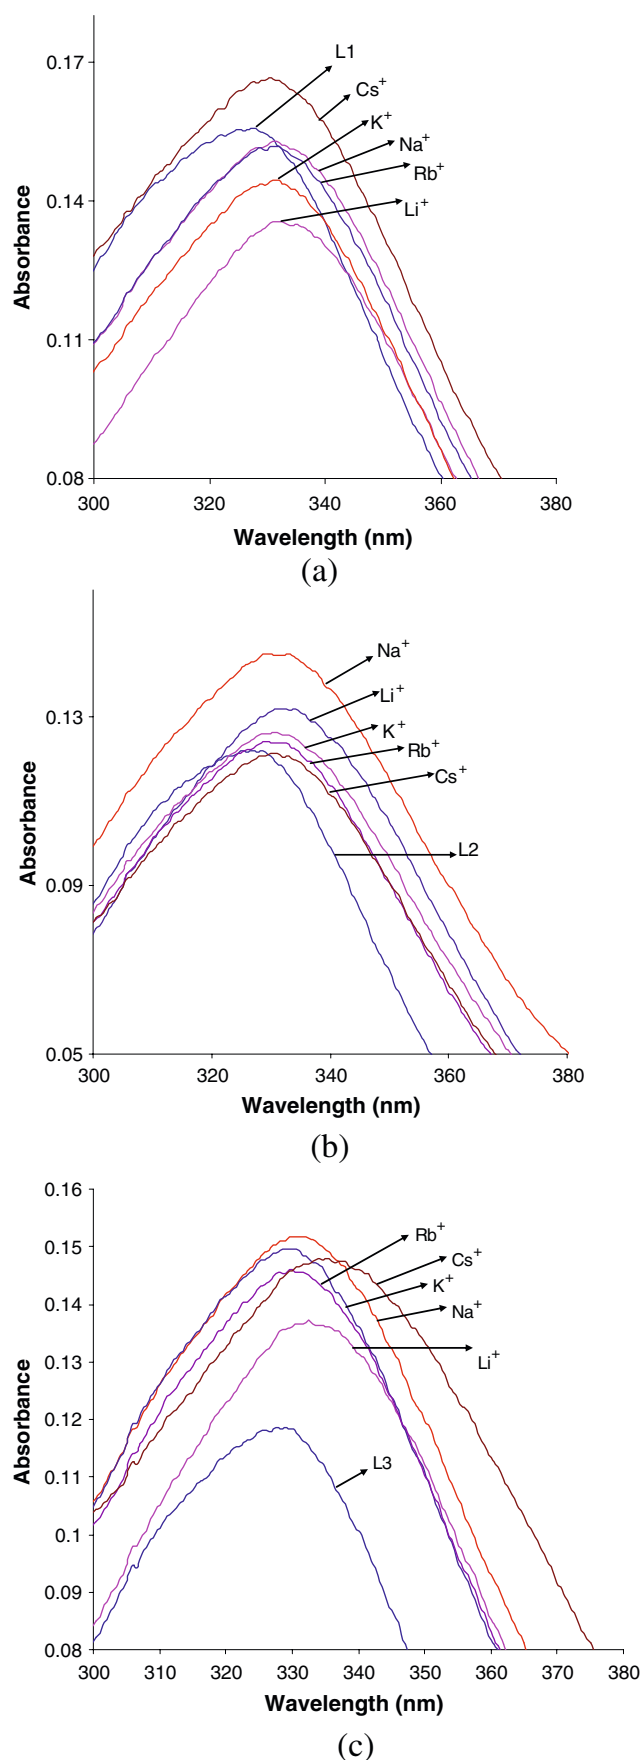 0.17
0.14
0.11
0.08
Absorbance
L1
Cs+
K+
Na+
Rb+
Li+
300 320 340 360 380
Wavelength (nm)
(a)
0.13
0.09
0.05
Absorbance
Na+
Li+
K+
Rb+
Cs+
L2
300 320 340 360 380
Wavelength (nm)
(b)
0.16
0.15
0.14
0.13
0.12
0.11
0.1
0.09
0.08
Absorbance
Rb+
Cs+
K+
Na+
Li+
L3
300 310 320 330 340 350 360 370 380
Wavelength (nm)
(c)